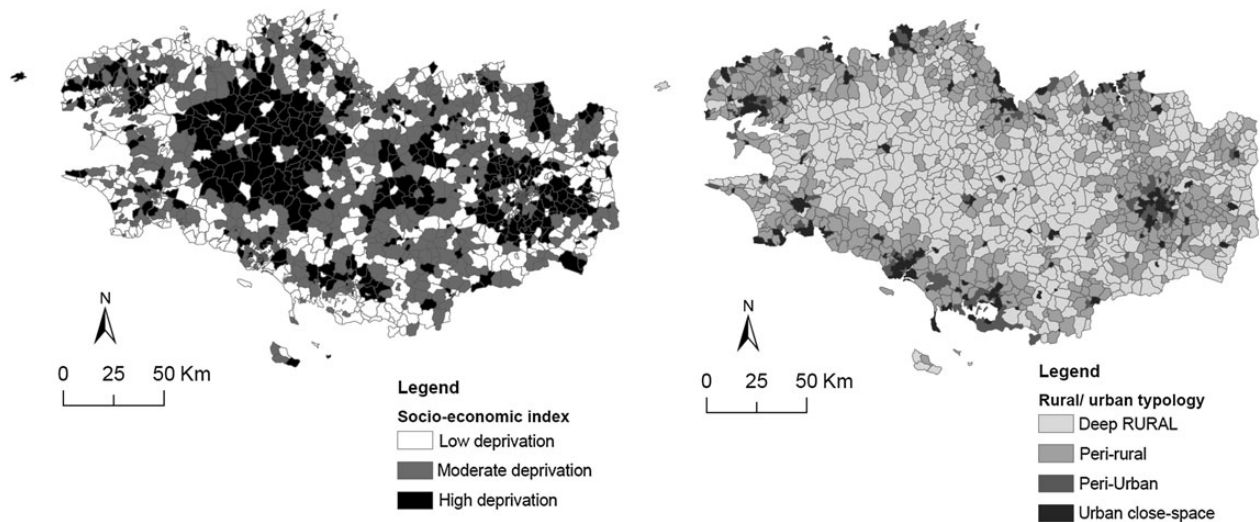 N
0 25 50 Km
Legend
Socio-economic index
Low deprivation
Moderate deprivation
High deprivation
N
0 25 50 Km
Legend
Rural/ urban typology
Deep RURAL
Peri-rural
Peri-Urban
Urban close-space